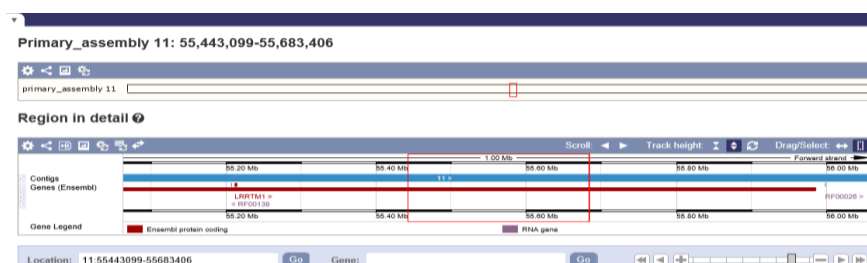 Primary_assembly 11: 55,443,099-55,683,406
primary_assembly 11
Region in detail
Scroll: Track height: Drag/Select:
1.00 Mb Forward strand
55.20 Mb 55.40 Mb 55.60 Mb 55.80 Mb 56.00 Mb
Contigs 11 >
Genes (Ensembl)
LRRTM1 > RF00026 >
< RF00139
55.20 Mb 55.40 Mb 55.60 Mb 55.80 Mb 56.00 Mb
Gene Legend Ensembl protein coding RNA gene
Location: 11:55443099-55683406 Go Gene: Go